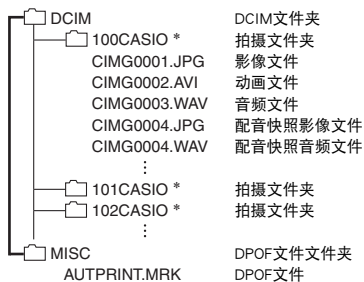 DCIM DCIM文件夹
100CASIO * 拍摄文件夹
CIMG0001.JPG 影像文件
CIMG0002.AVI 动画文件
CIMG0003.WAV 音频文件
CIMG0004.JPG 配音快照影像文件
CIMG0004.WAV 配音快照音频文件
⋮
101CASIO * 拍摄文件夹
102CASIO * 拍摄文件夹
⋮
MISC DPOF文件文件夹
AUTPRINT.MRK DPOF文件